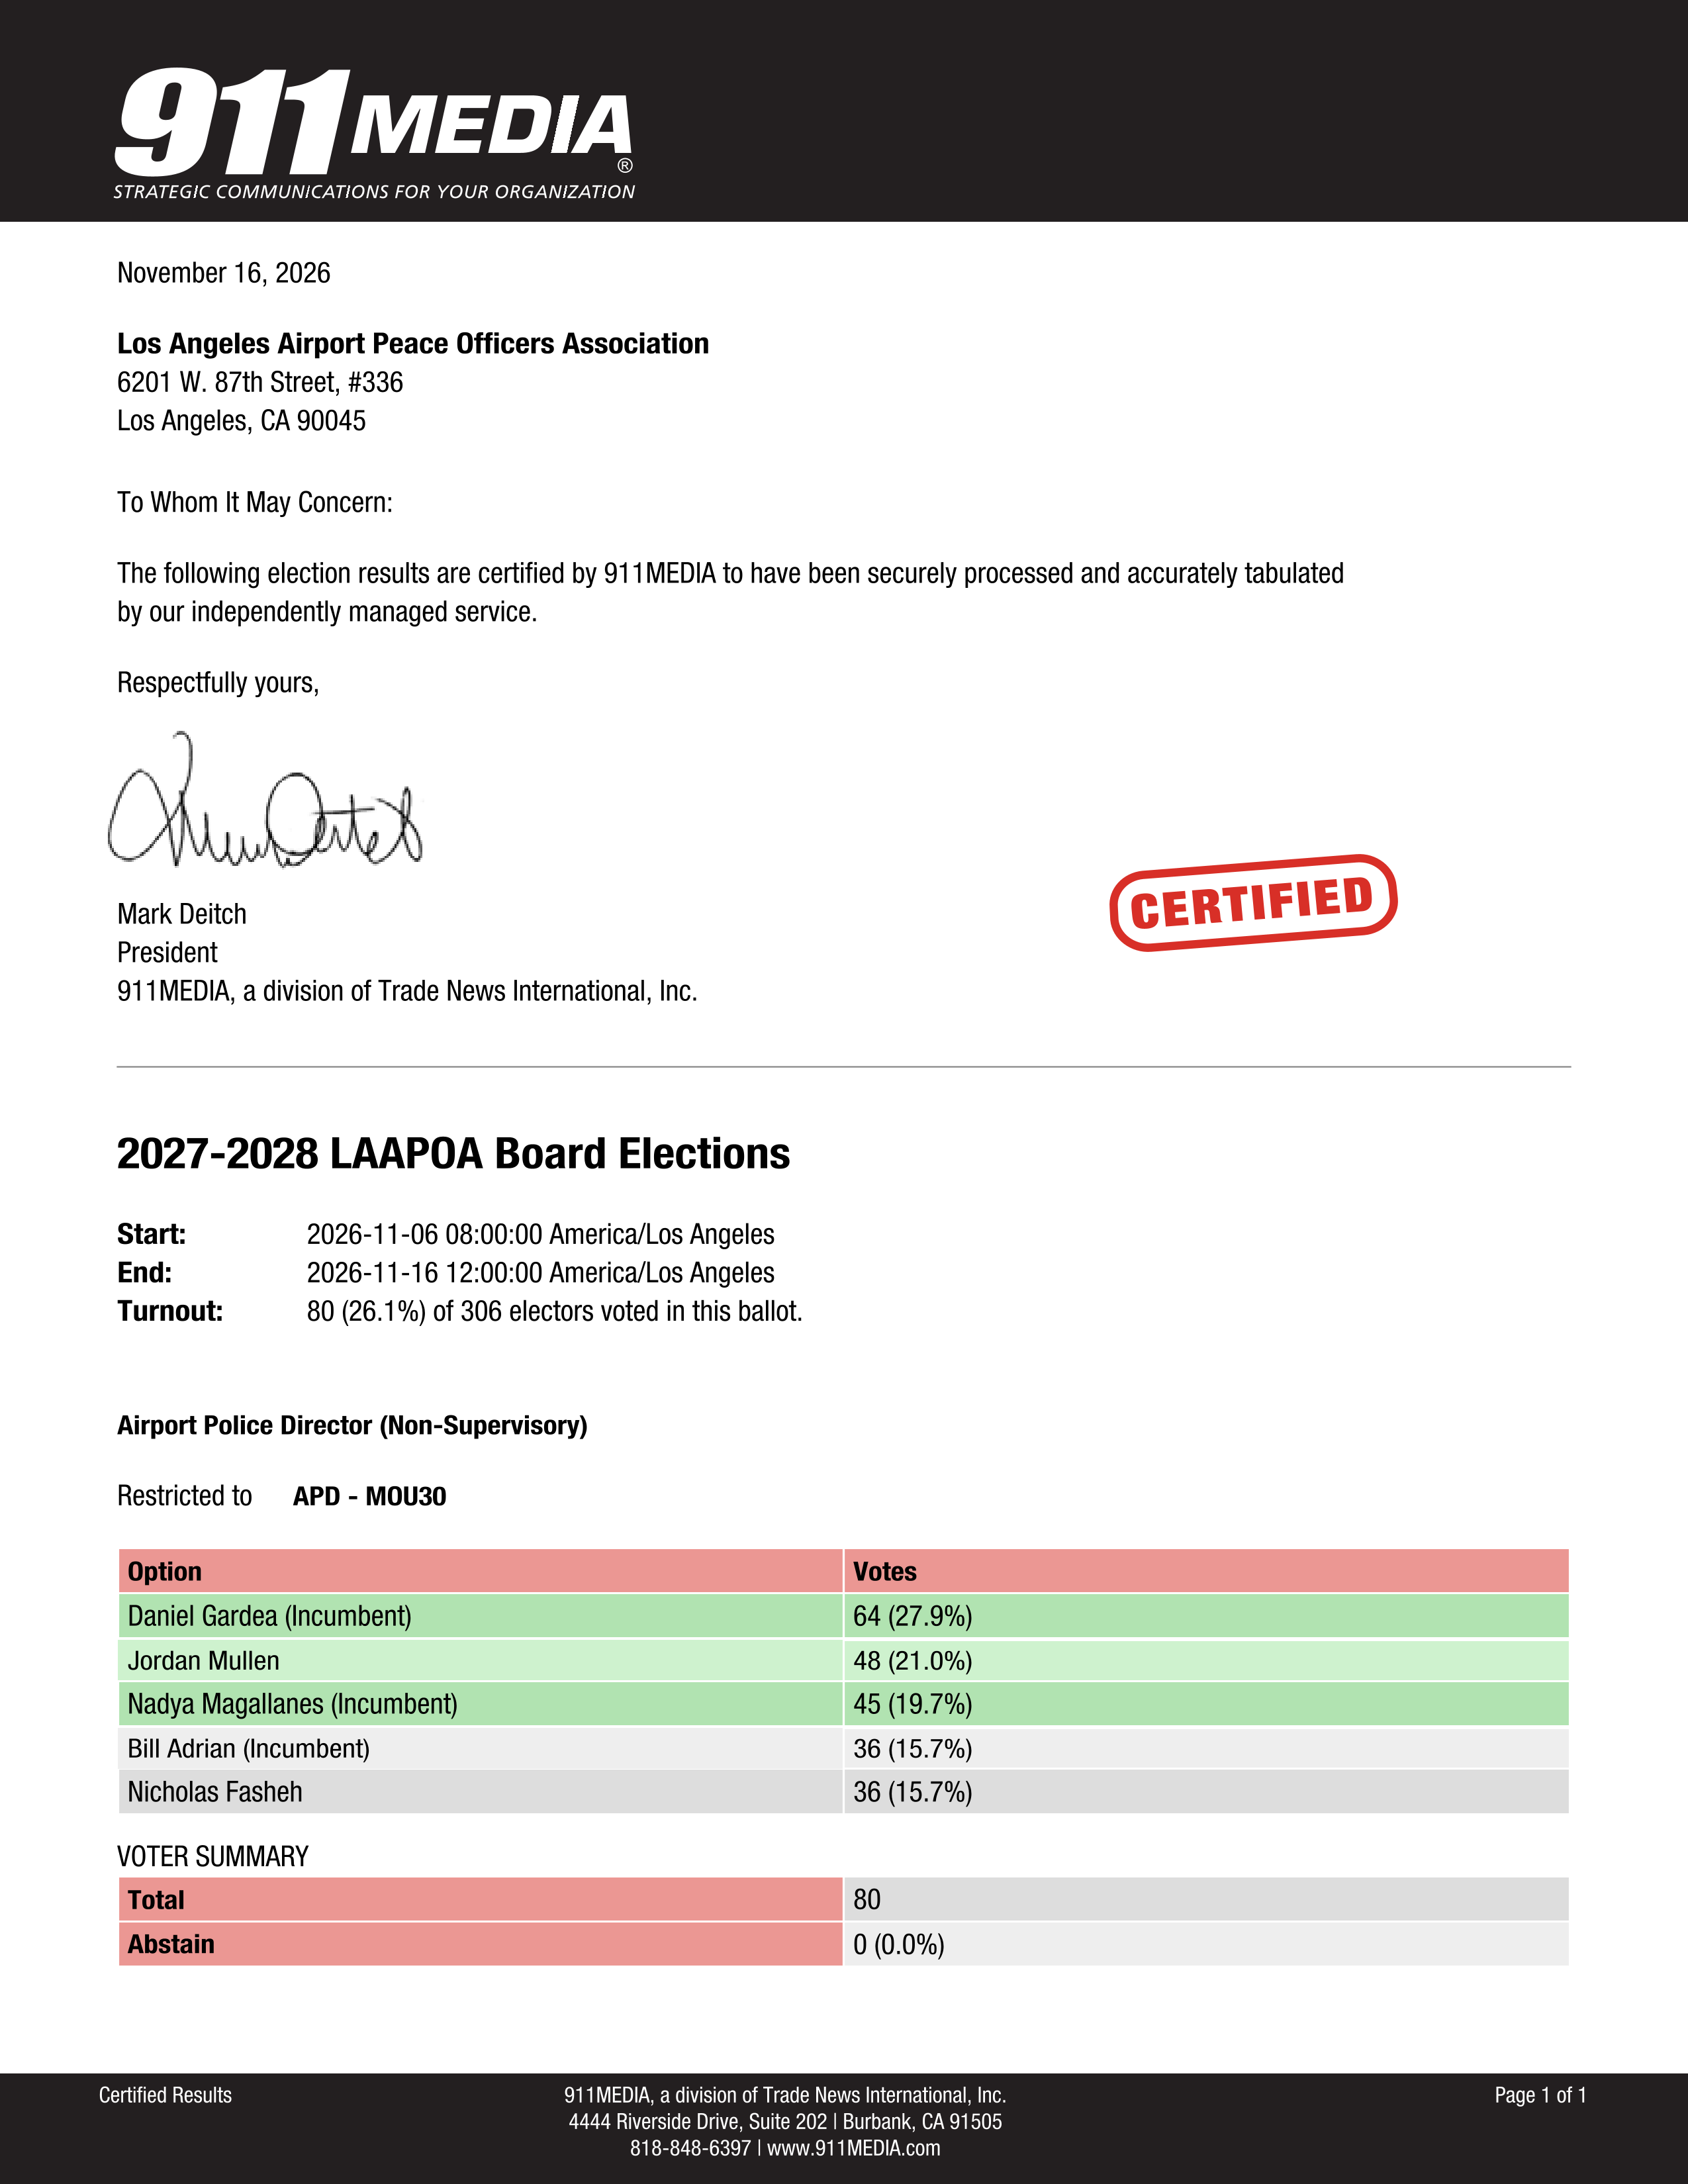 911MEDIA®
STRATEGIC COMMUNICATIONS FOR YOUR ORGANIZATION
November 16, 2026
Los Angeles Airport Peace Officers Association
6201 W. 87th Street, #336
Los Angeles, CA 90045
To Whom It May Concern:
The following election results are certified by 911MEDIA to have been securely processed and accurately tabulated
by our independently managed service.
Respectfully yours,
Mark Deitch
President
911MEDIA, a division of Trade News International, Inc.
CERTIFIED
2027-2028 LAAPOA Board Elections
Start: 2026-11-06 08:00:00 America/Los Angeles
End: 2026-11-16 12:00:00 America/Los Angeles
Turnout: 80 (26.1%) of 306 electors voted in this ballot.
Airport Police Director (Non-Supervisory)
Restricted to APD - MOU30
Option Votes
Daniel Gardea (Incumbent) 64 (27.9%)
Jordan Mullen 48 (21.0%)
Nadya Magallanes (Incumbent) 45 (19.7%)
Bill Adrian (Incumbent) 36 (15.7%)
Nicholas Fasheh 36 (15.7%)
VOTER SUMMARY
Total 80
Abstain 0 (0.0%)
Certified Results 911MEDIA, a division of Trade News International, Inc. Page 1 of 1
4444 Riverside Drive, Suite 202 | Burbank, CA 91505
818-848-6397 | www.911MEDIA.com